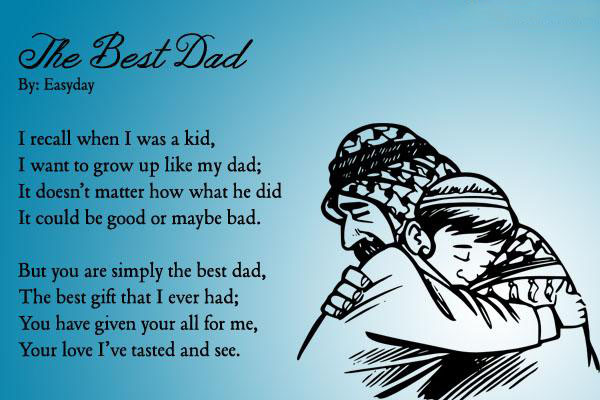 The Best Dad
By: Easyday
I recall when I was a kid,
I want to grow up like my dad;
It doesn't matter how what he did
It could be good or maybe bad.
But you are simply the best dad,
The best gift that I ever had;
You have given your all for me,
Your love I've tasted and see.